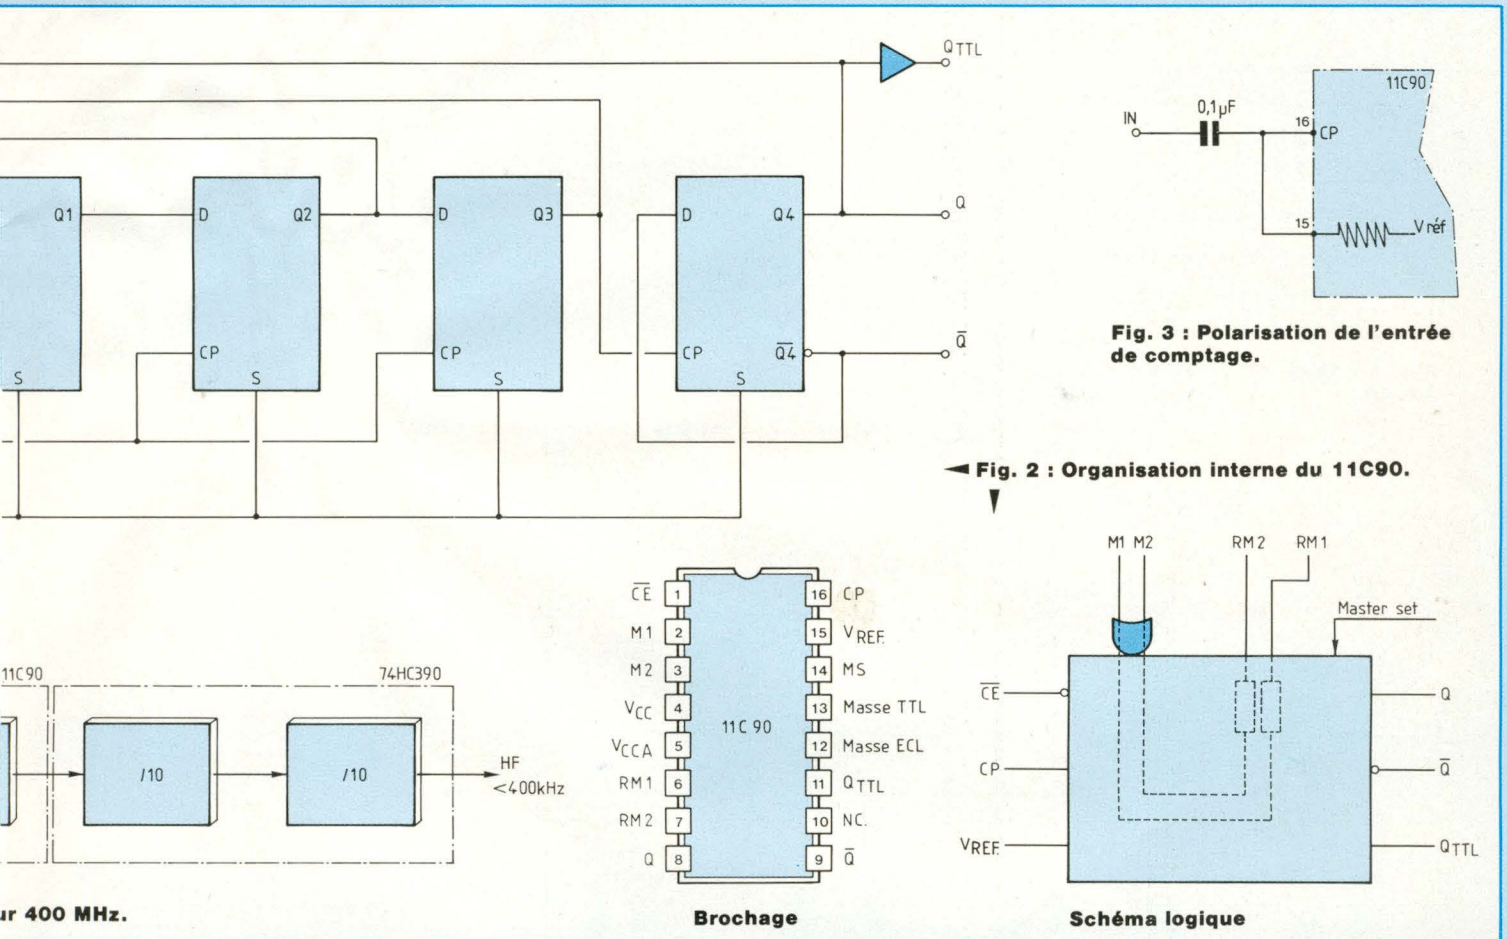 Q TTL
Q1
D
Q2
D
Q3
D
Q4
Q
CP
CP
CP
Q̅4̅
Q̅
S
S
S
S
11C90
IN
0,1µF
16
CP
15
V réf
Fig. 3 : Polarisation de l'entrée
de comptage.
◄ Fig. 2 : Organisation interne du 11C90.
▼
11C90
74HC390
/10
/10
HF
<400kHz
ur 400 MHz.
C̅E̅ 1
M1 2
M2 3
VCC 4
VCCA 5
RM1 6
RM2 7
Q 8
11C 90
16 CP
15 VREF.
14 MS
13 Masse TTL
12 Masse ECL
11 QTTL
10 NC.
9 Q̅
Brochage
M1 M2 RM2 RM1
Master set
C̅E̅
Q
CP
Q̅
VREF.
QTTL
Schéma logique